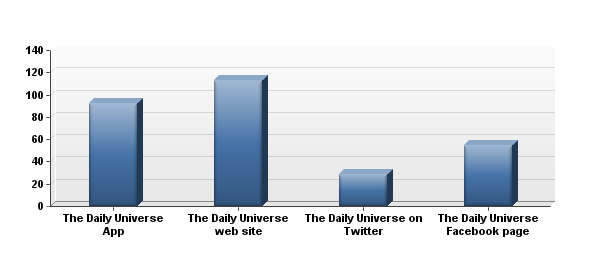 140
120
100
80
60
40
20
0
The Daily Universe App
The Daily Universe web site
The Daily Universe on Twitter
The Daily Universe Facebook page